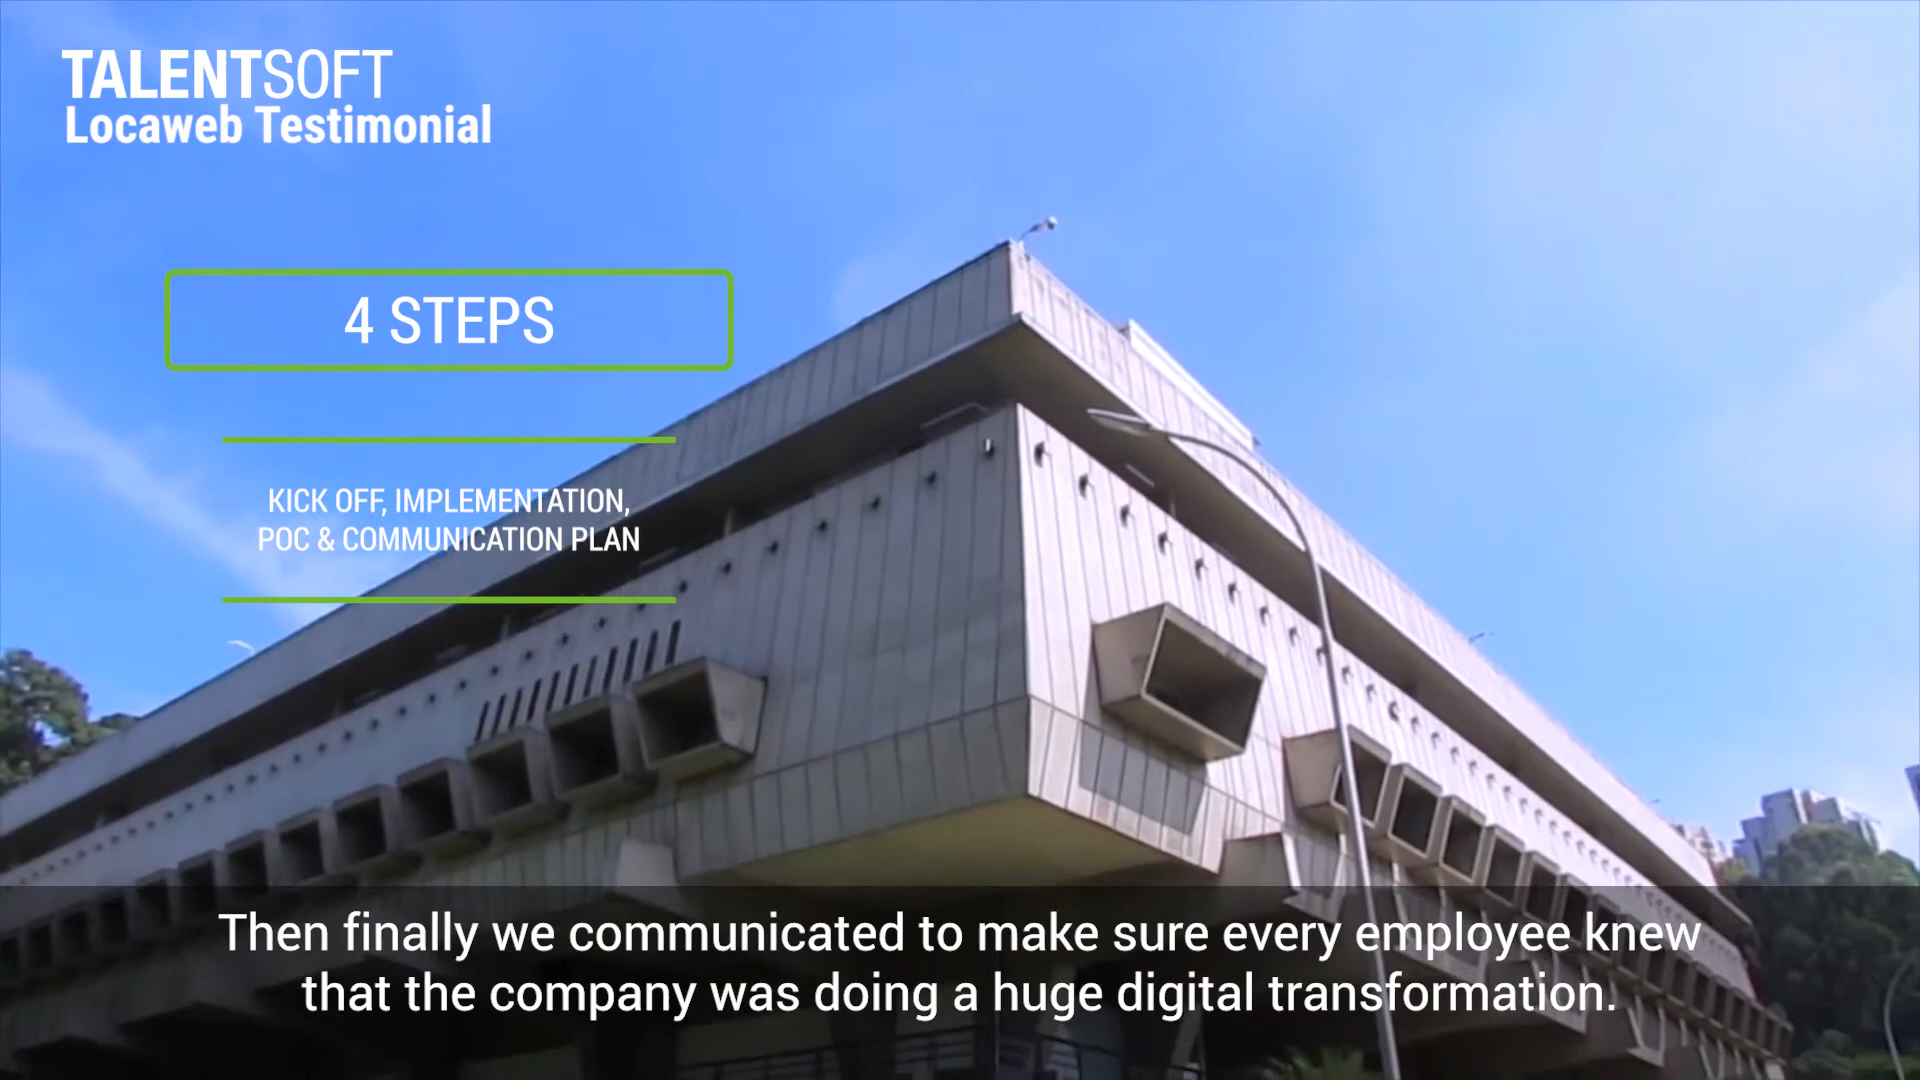 TALENTSOFT
Locaweb Testimonial
4 STEPS
KICK OFF, IMPLEMENTATION,
POC & COMMUNICATION PLAN
Then finally we communicated to make sure every employee knew
that the company was doing a huge digital transformation.